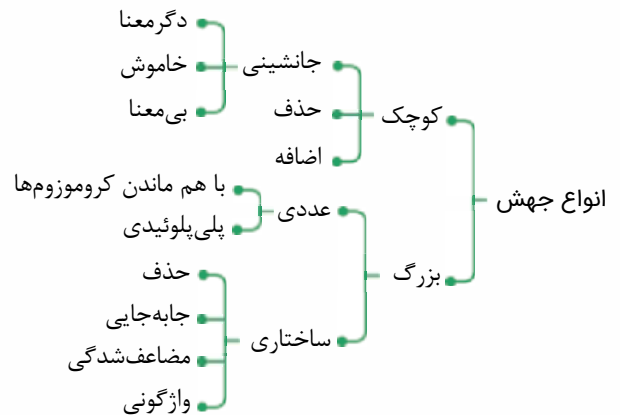 انواع جهش
کوچک
جانشینی
دگرمعنا
خاموش
بی‌معنا
حذف
اضافه
بزرگ
عددی
با هم ماندن کروموزوم‌ها
پلی‌پلوئیدی
ساختاری
حذف
جابه‌جایی
مضاعف‌شدگی
واژگونی